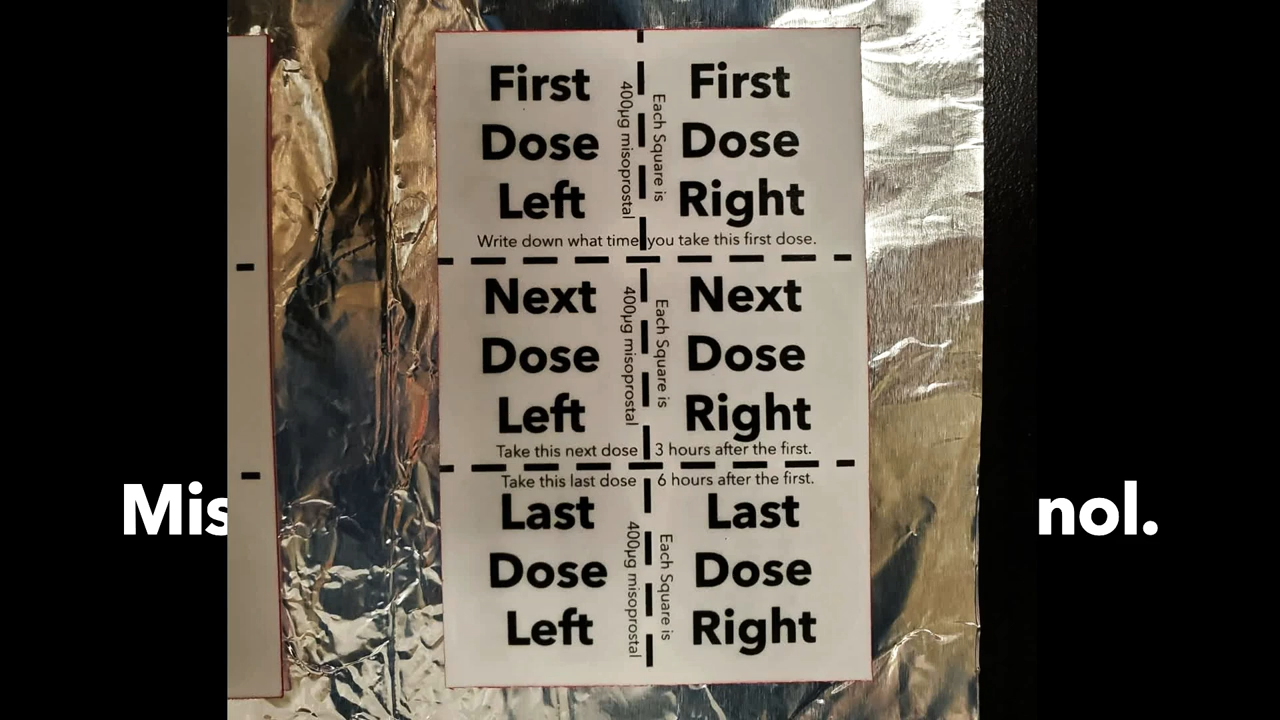 First
Dose
Left
400µg misoprostal
Each Square is
First
Dose
Right
Write down what time you take this first dose.
Next
Dose
Left
400µg misoprostal
Each Square is
Next
Dose
Right
Take this next dose 3 hours after the first.
Take this last dose 6 hours after the first.
Last
Dose
Left
400µg misoprostal
Each Square is
Last
Dose
Right
Mis
nol.